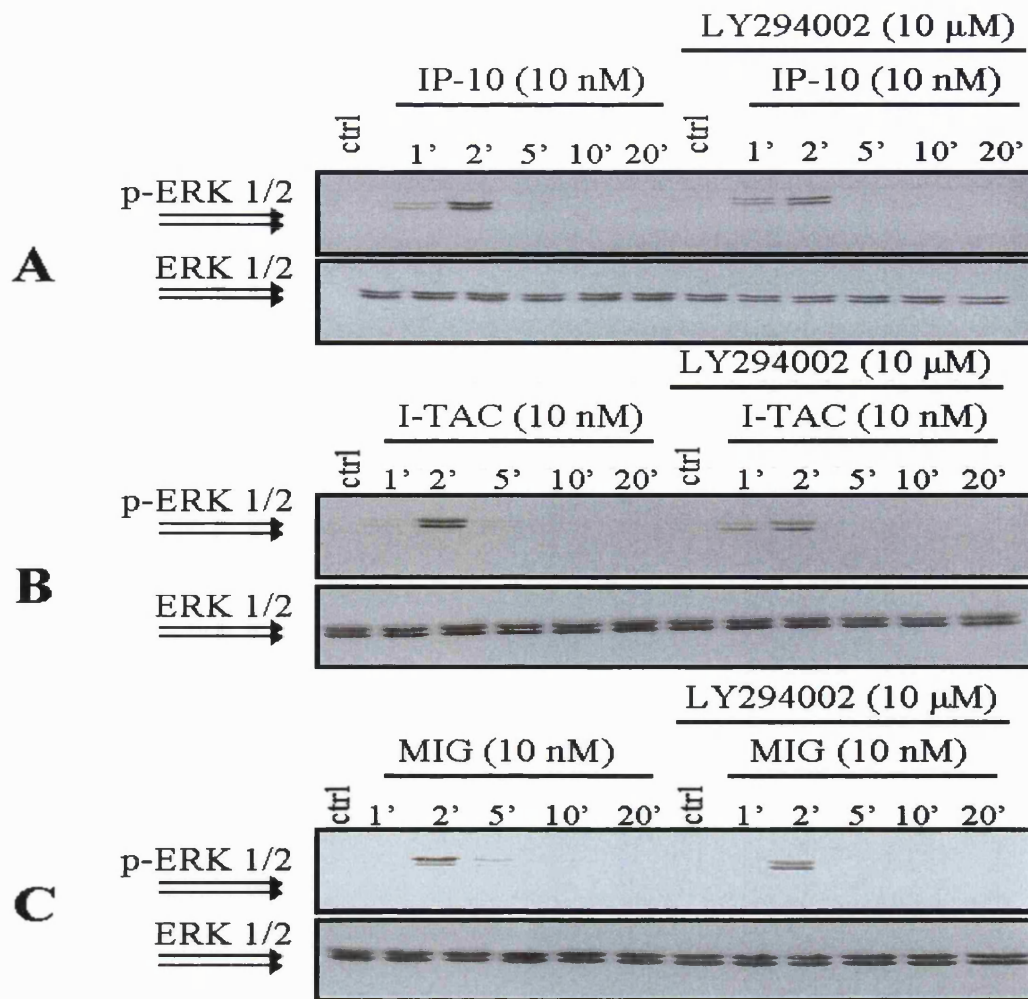 LY294002 (10 μM)
IP-10 (10 nM) IP-10 (10 nM)
ctrl 1’ 2’ 5’ 10’ 20’ ctrl 1’ 2’ 5’ 10’ 20’
p-ERK 1/2
A
ERK 1/2
LY294002 (10 μM)
I-TAC (10 nM) I-TAC (10 nM)
ctrl 1’ 2’ 5’ 10’ 20’ ctrl 1’ 2’ 5’ 10’ 20’
p-ERK 1/2
B
ERK 1/2
LY294002 (10 μM)
MIG (10 nM) MIG (10 nM)
ctrl 1’ 2’ 5’ 10’ 20’ ctrl 1’ 2’ 5’ 10’ 20’
p-ERK 1/2
C
ERK 1/2